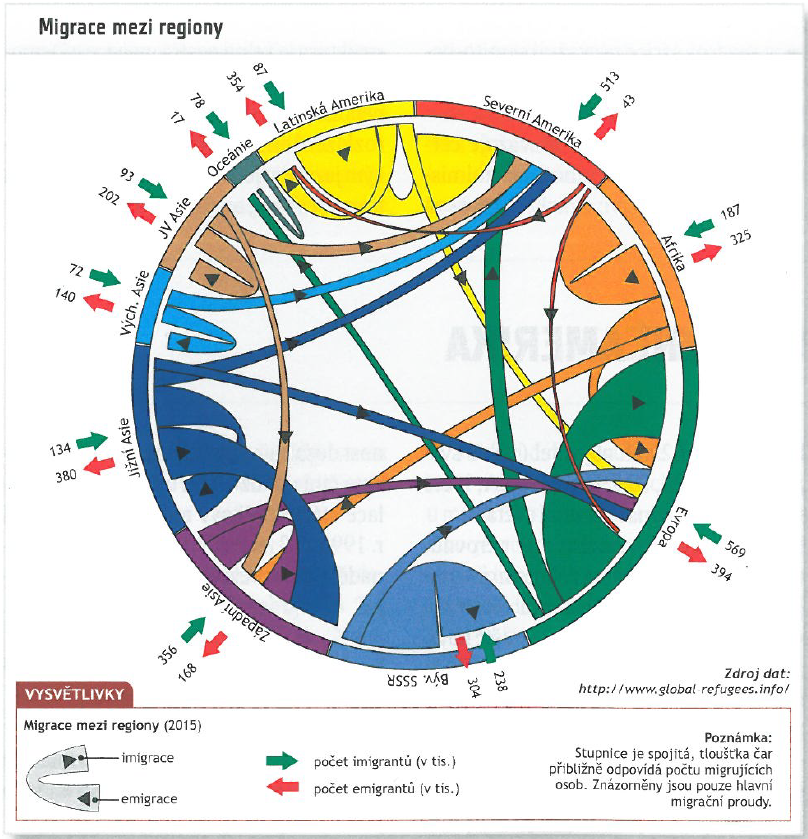 Migrace mezi regiony
87
354
78
17
513
43
Latinská Amerika
Severní Amerika
Oceánie
93
202
JV Asie
187
325
Afrika
72
140
Vých. Asie
134
380
Jižní Asie
Evropa
569
394
Západní Asie
356
168
Býv. SSSR
304
238
Zdroj dat:
http://www.global-refugees.info/
VYSVĚTLIVKY
Migrace mezi regiony (2015)
imigrace
emigrace
počet imigrantů (v tis.)
počet emigrantů (v tis.)
Poznámka:
Stupnice je spojitá, tloušťka čar
přibližně odpovídá počtu migrujících
osob. Znázorněny jsou pouze hlavní
migrační proudy.